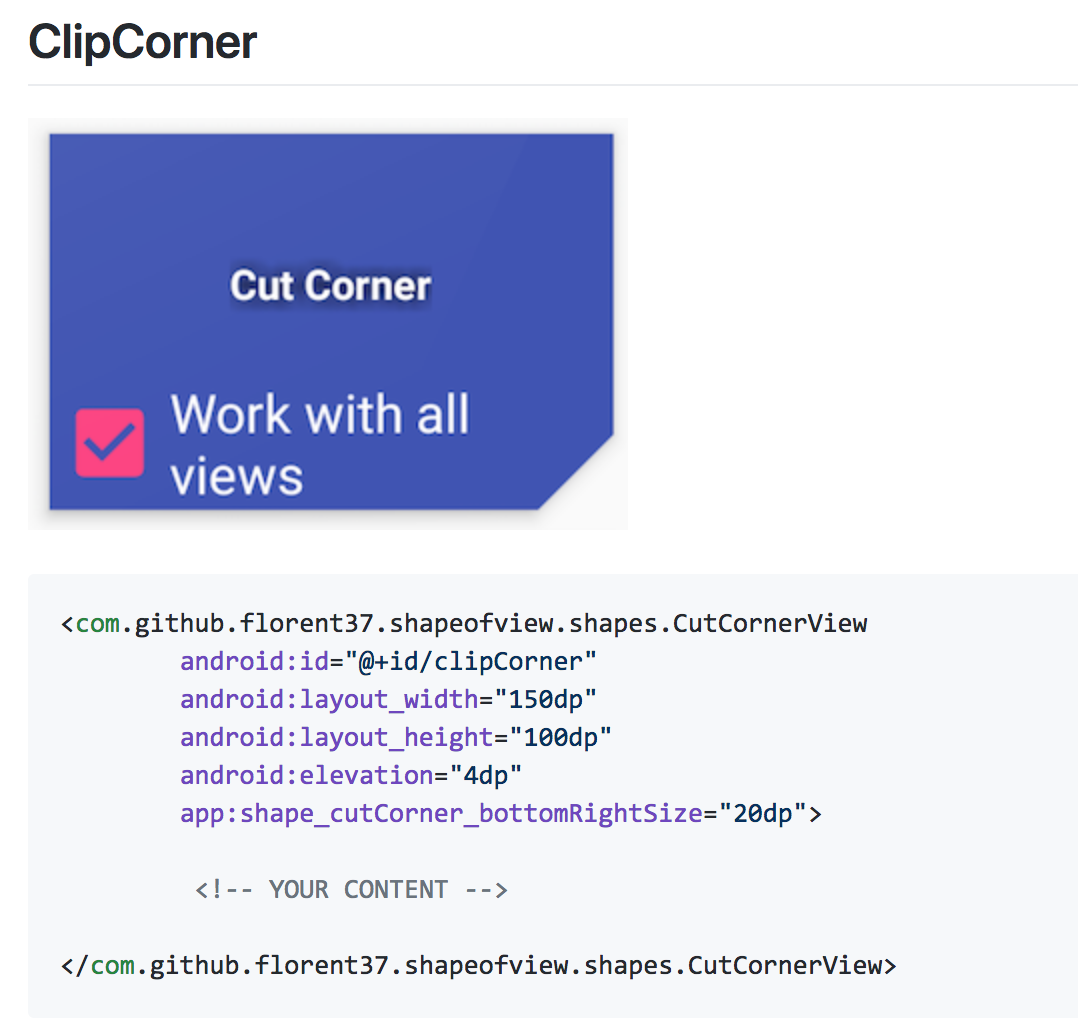 ClipCorner
Cut Corner
Work with all
views
<com.github.florent37.shapeofview.shapes.CutCornerView
android:id="@+id/clipCorner"
android:layout_width="150dp"
android:layout_height="100dp"
android:elevation="4dp"
app:shape_cutCorner_bottomRightSize="20dp">
<!-- YOUR CONTENT -->
</com.github.florent37.shapeofview.shapes.CutCornerView>